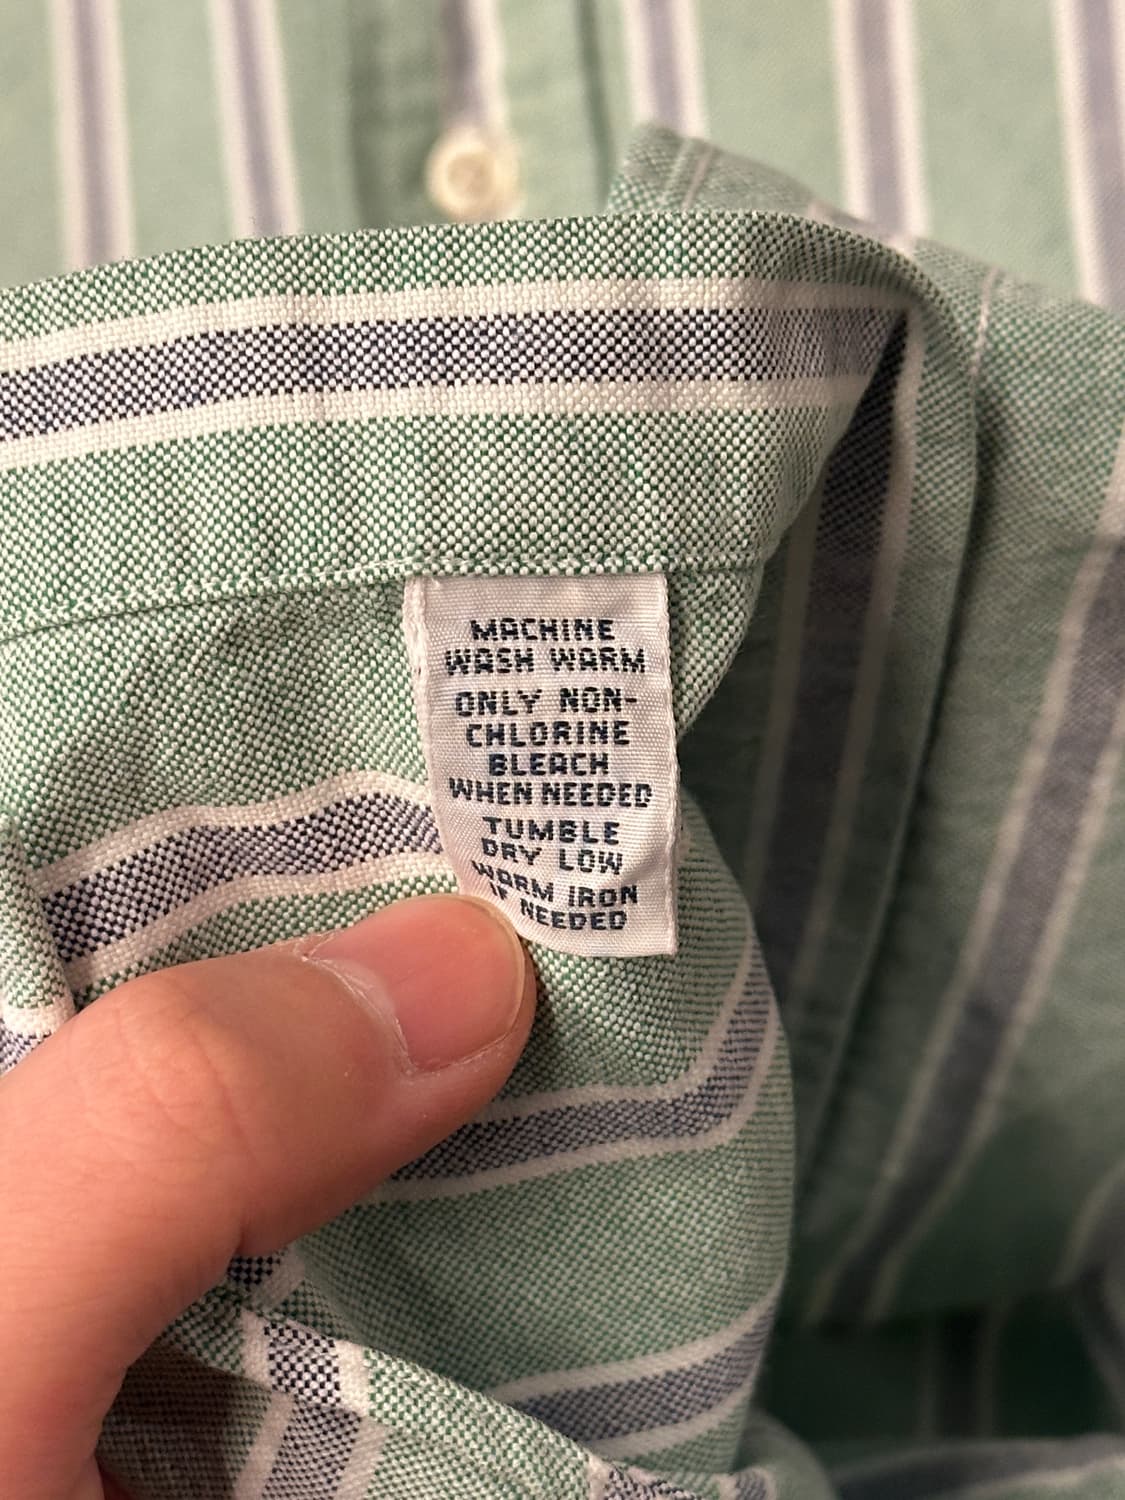 MACHINE
WASH WARM
ONLY NON-
CHLORINE
BLEACH
WHEN NEEDED
TUMBLE
DRY LOW
WARM IRON
IF NEEDED